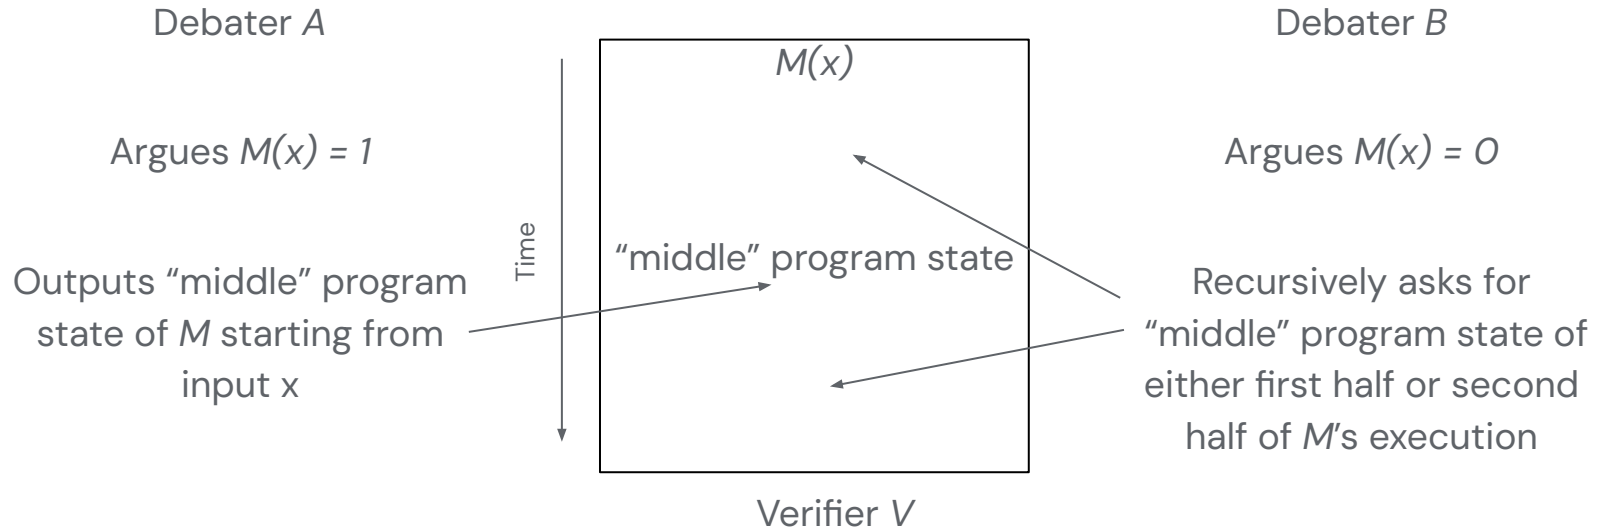 Debater A
Argues M(x) = 1
Outputs “middle” program
state of M starting from
input x
Time
M(x)
“middle” program state
Verifier V
Debater B
Argues M(x) = 0
Recursively asks for
“middle” program state of
either first half or second
half of M’s execution